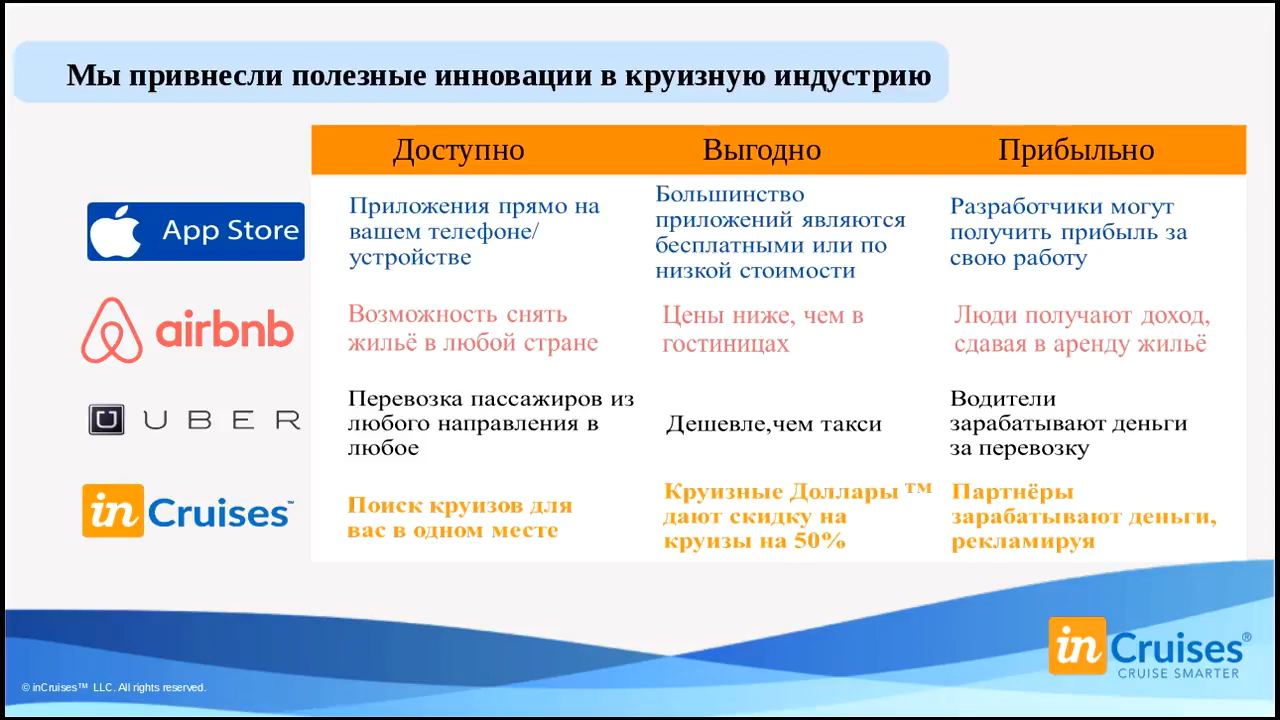 Мы привнесли полезные инновации в круизную индустрию
Доступно
Выгодно
Прибыльно
App Store
Приложения прямо на
вашем телефоне/
устройстве
Большинство
приложений являются
бесплатными или по
низкой стоимости
Разработчики могут
получить прибыль за
свою работу
airbnb
Возможность снять
жильё в любой стране
Цены ниже, чем в
гостиницах
Люди получают доход,
сдавая в аренду жильё
U UBER
Перевозка пассажиров из
любого направления в
любое
Дешевле,чем такси
Водители
зарабатывают деньги
за перевозку
in Cruises™
Поиск круизов для
вас в одном месте
Круизные Доллары ™
дают скидку на
круизы на 50%
Партнёры
зарабатывают деньги,
рекламируя
in Cruises®
CRUISE SMARTER
© inCruises™ LLC. All rights reserved.